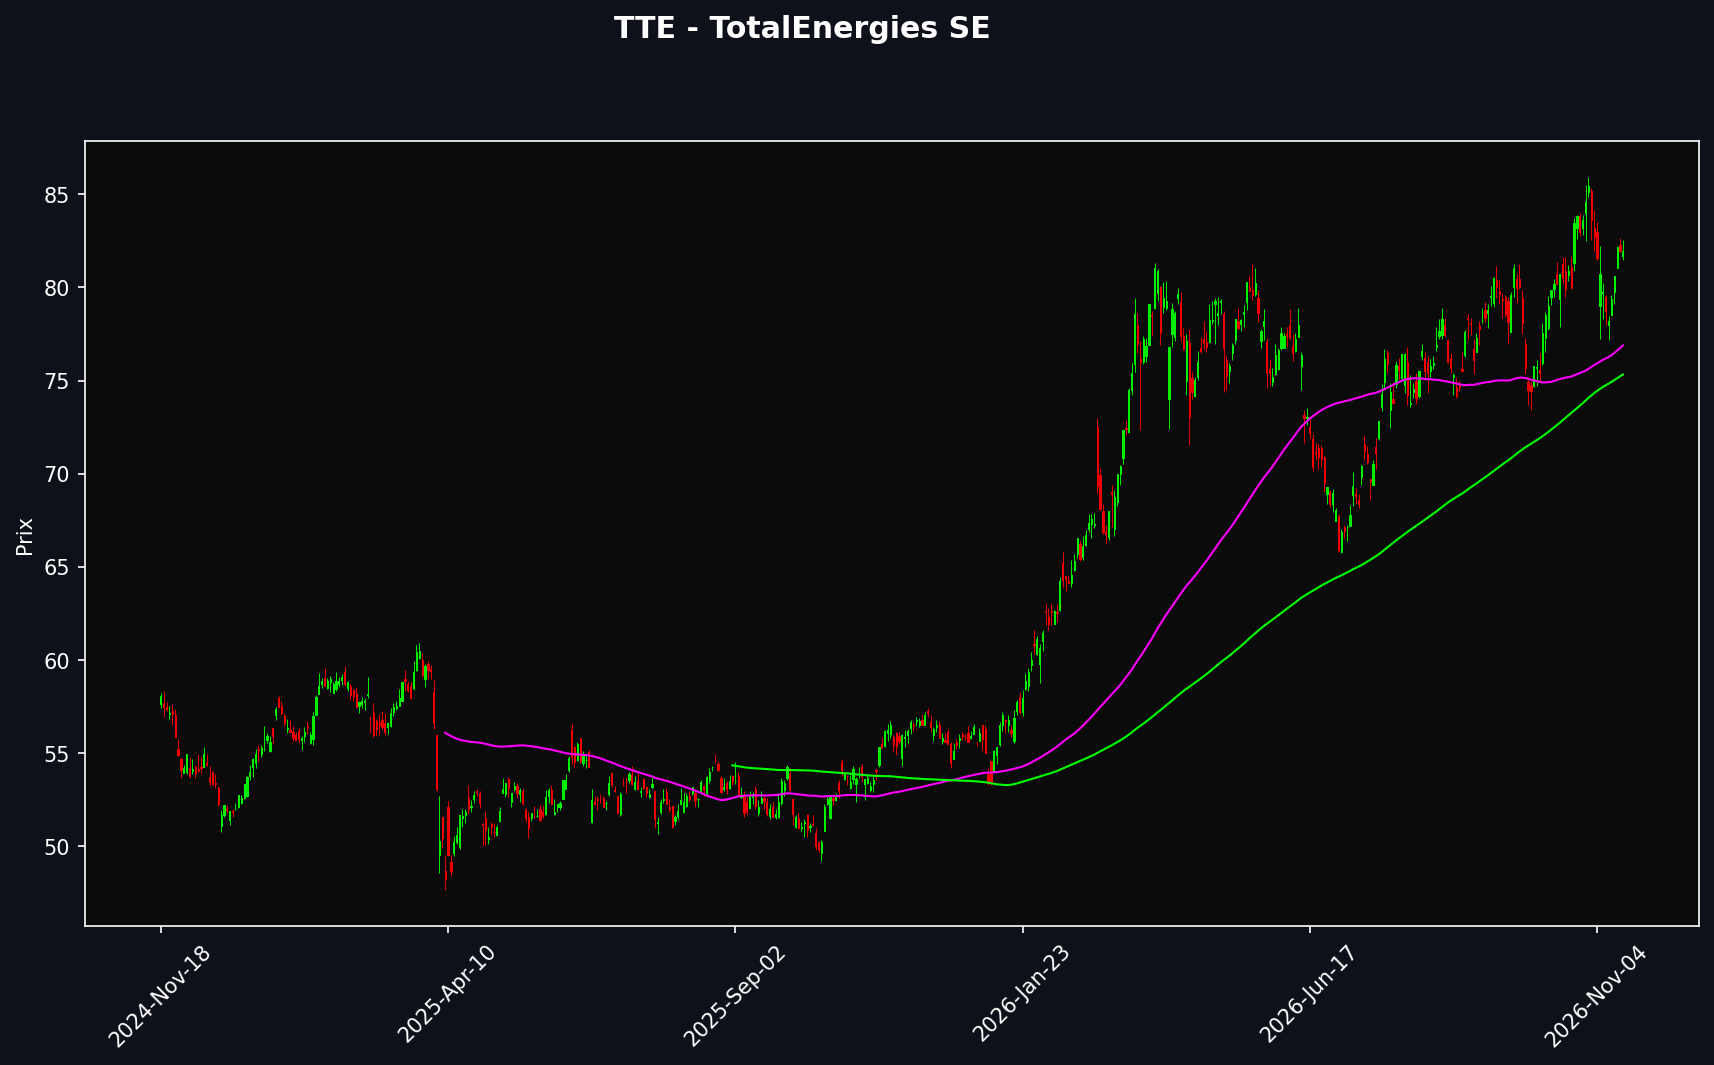 TTE - TotalEnergies SE
Prix
85
80
75
70
65
60
55
50
2024-Nov-18
2025-Apr-10
2025-Sep-02
2026-Jan-23
2026-Jun-17
2026-Nov-04